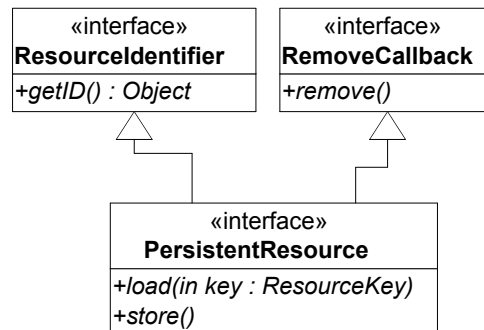 «interface»
ResourceIdentifier
+getID() : Object
«interface»
RemoveCallback
+remove()
«interface»
PersistentResource
+load(in key : ResourceKey)
+store()